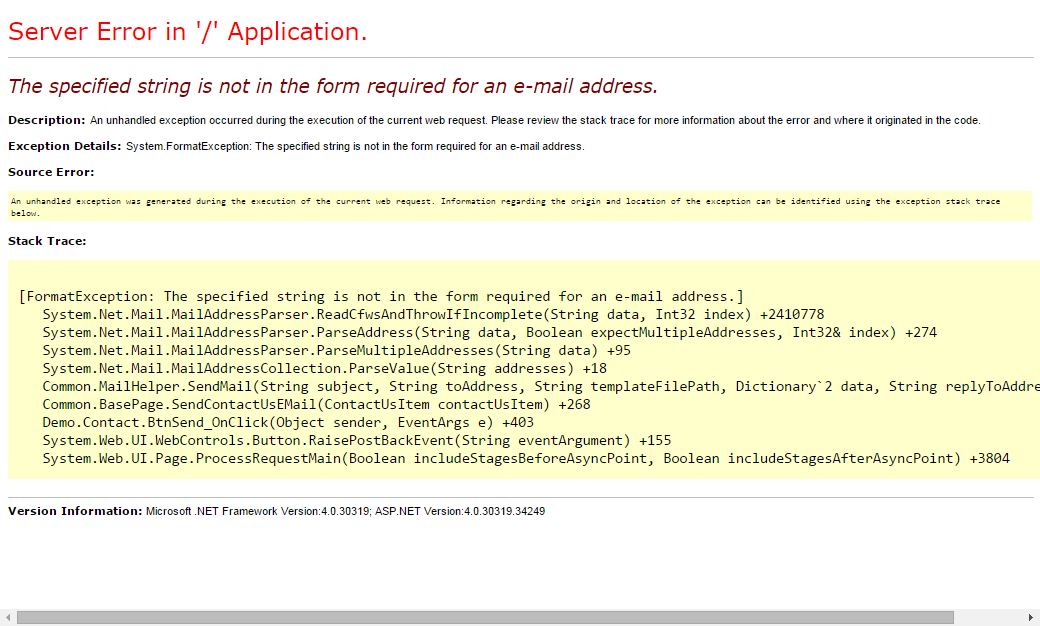 Server Error in '/' Application.
The specified string is not in the form required for an e-mail address.
Description: An unhandled exception occurred during the execution of the current web request. Please review the stack trace for more information about the error and where it originated in the code.
Exception Details: System.FormatException: The specified string is not in the form required for an e-mail address.
Source Error:
An unhandled exception was generated during the execution of the current web request. Information regarding the origin and location of the exception can be identified using the exception stack trace
below.
Stack Trace:
[FormatException: The specified string is not in the form required for an e-mail address.]
System.Net.Mail.MailAddressParser.ReadCfwsAndThrowIfIncomplete(String data, Int32 index) +2410778
System.Net.Mail.MailAddressParser.ParseAddress(String data, Boolean expectMultipleAddresses, Int32& index) +274
System.Net.Mail.MailAddressParser.ParseMultipleAddresses(String data) +95
System.Net.Mail.MailAddressCollection.ParseValue(String addresses) +18
Common.MailHelper.SendMail(String subject, String toAddress, String templateFilePath, Dictionary`2 data, String replyToAddre
Common.BasePage.SendContactUsEMail(ContactUsItem contactUsItem) +268
Demo.Contact.BtnSend_OnClick(Object sender, EventArgs e) +403
System.Web.UI.WebControls.Button.RaisePostBackEvent(String eventArgument) +155
System.Web.UI.Page.ProcessRequestMain(Boolean includeStagesBeforeAsyncPoint, Boolean includeStagesAfterAsyncPoint) +3804
Version Information: Microsoft .NET Framework Version:4.0.30319; ASP.NET Version:4.0.30319.34249